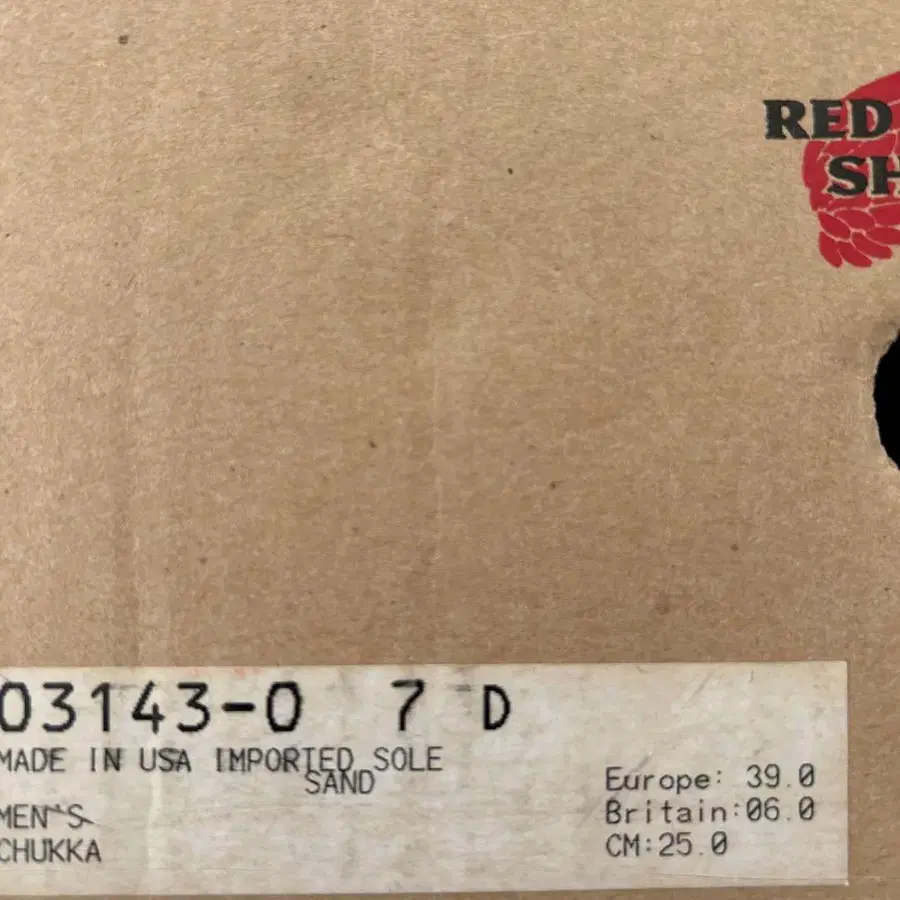 RED
SH
03143-0 7 D
MADE IN USA IMPORTED SOLE
SAND
MEN'S
CHUKKA
Europe: 39.0
Britain:06.0
CM:25.0